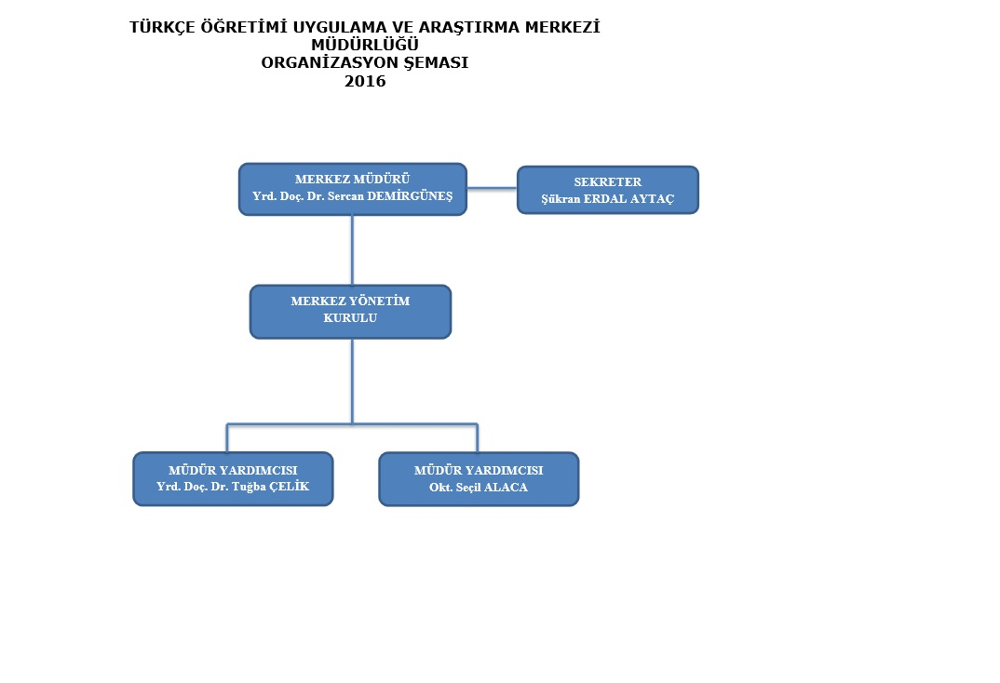 TÜRKÇE ÖĞRETİMİ UYGULAMA VE ARAŞTIRMA MERKEZİ
MÜDÜRLÜĞÜ
ORGANİZASYON ŞEMASI
2016
MERKEZ MÜDÜRÜ
Yrd. Doç. Dr. Sercan DEMİRGÜNEŞ
SEKRETER
Şükran ERDAL AYTAÇ
MERKEZ YÖNETİM
KURULU
MÜDÜR YARDIMCISI
Yrd. Doç. Dr. Tuğba ÇELİK
MÜDÜR YARDIMCISI
Okt. Seçil ALACA